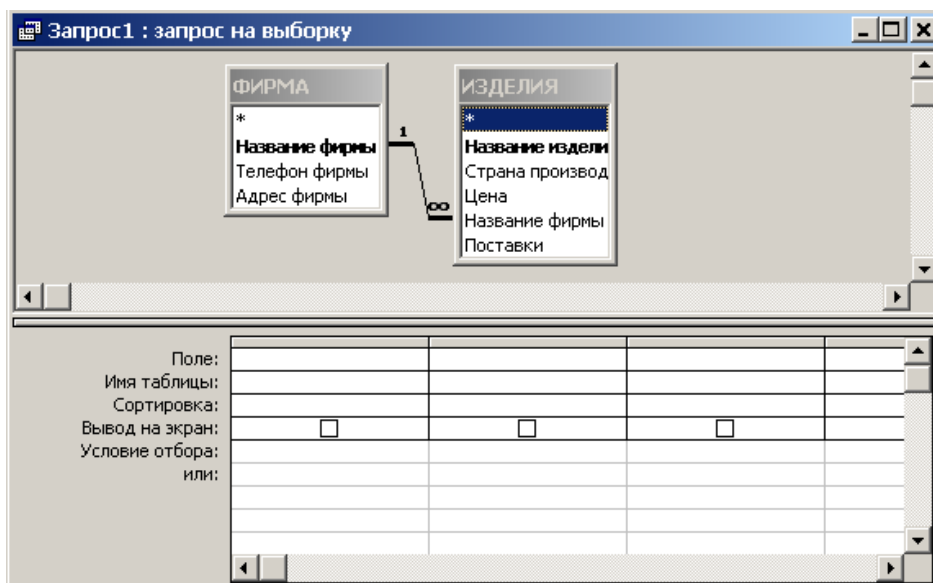 Запрос1 : запрос на выборку
ФИРМА
*
Название фирмы
Телефон фирмы
Адрес фирмы
1
∞
ИЗДЕЛИЯ
*
Название издели
Страна производ
Цена
Название фирмы
Поставки
Поле:
Имя таблицы:
Сортировка:
Вывод на экран:
Условие отбора:
или: